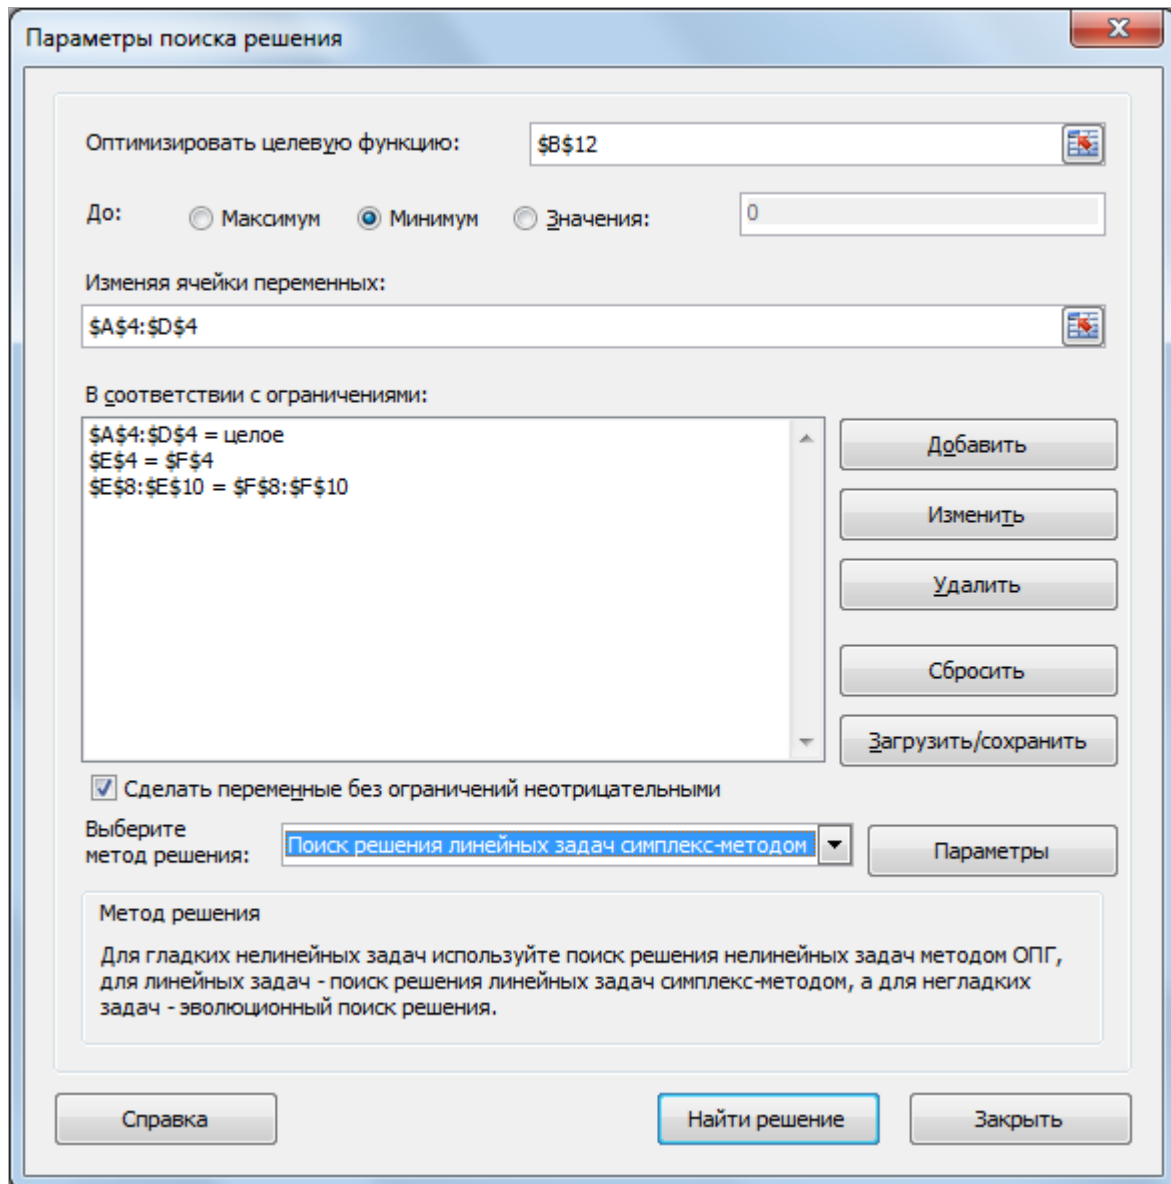 Параметры поиска решения
Оптимизировать целевую функцию:
$B$12
До:
Максимум
Минимум
Значения:
0
Изменяя ячейки переменных:
$A$4:$D$4
В соответствии с ограничениями:
$A$4:$D$4 = целое
$E$4 = $F$4
$E$8:$E$10 = $F$8:$F$10
Добавить
Изменить
Удалить
Сбросить
Загрузить/сохранить
Сделать переменные без ограничений неотрицательными
Выберите
метод решения:
Поиск решения линейных задач симплекс-методом
Параметры
Метод решения
Для гладких нелинейных задач используйте поиск решения нелинейных задач методом ОПГ,
для линейных задач - поиск решения линейных задач симплекс-методом, а для негладких
задач - эволюционный поиск решения.
Справка
Найти решение
Закрыть